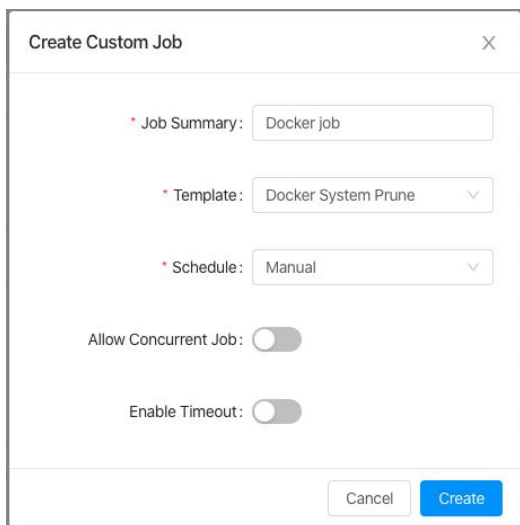 Create Custom Job
* Job Summary: Docker job
* Template: Docker System Prune
* Schedule: Manual
Allow Concurrent Job:
Enable Timeout:
Cancel Create